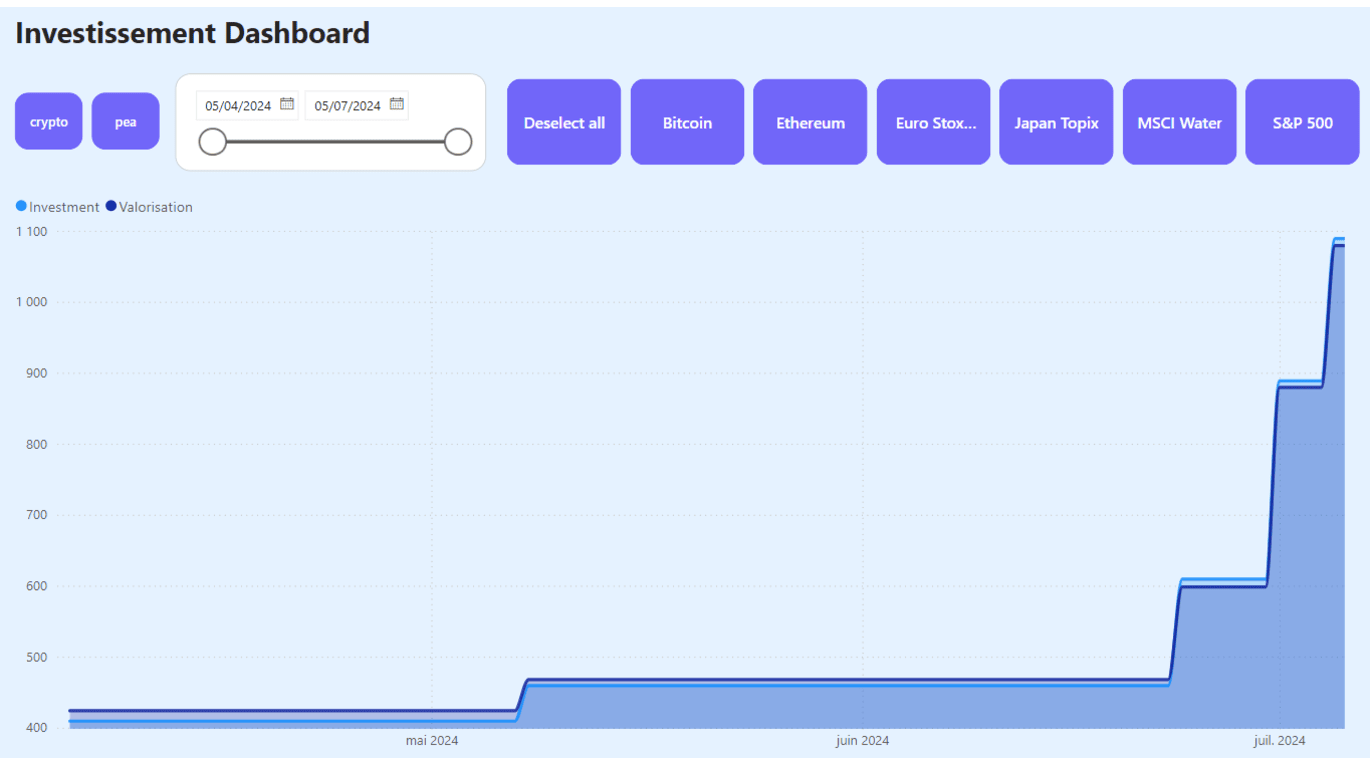 Investissement Dashboard
crypto
pea
05/04/2024
05/07/2024
Deselect all
Bitcoin
Ethereum
Euro Stox...
Japan Topix
MSCI Water
S&P 500
Investment
Valorisation
1 100
1 000
900
800
700
600
500
400
mai 2024
juin 2024
juil. 2024